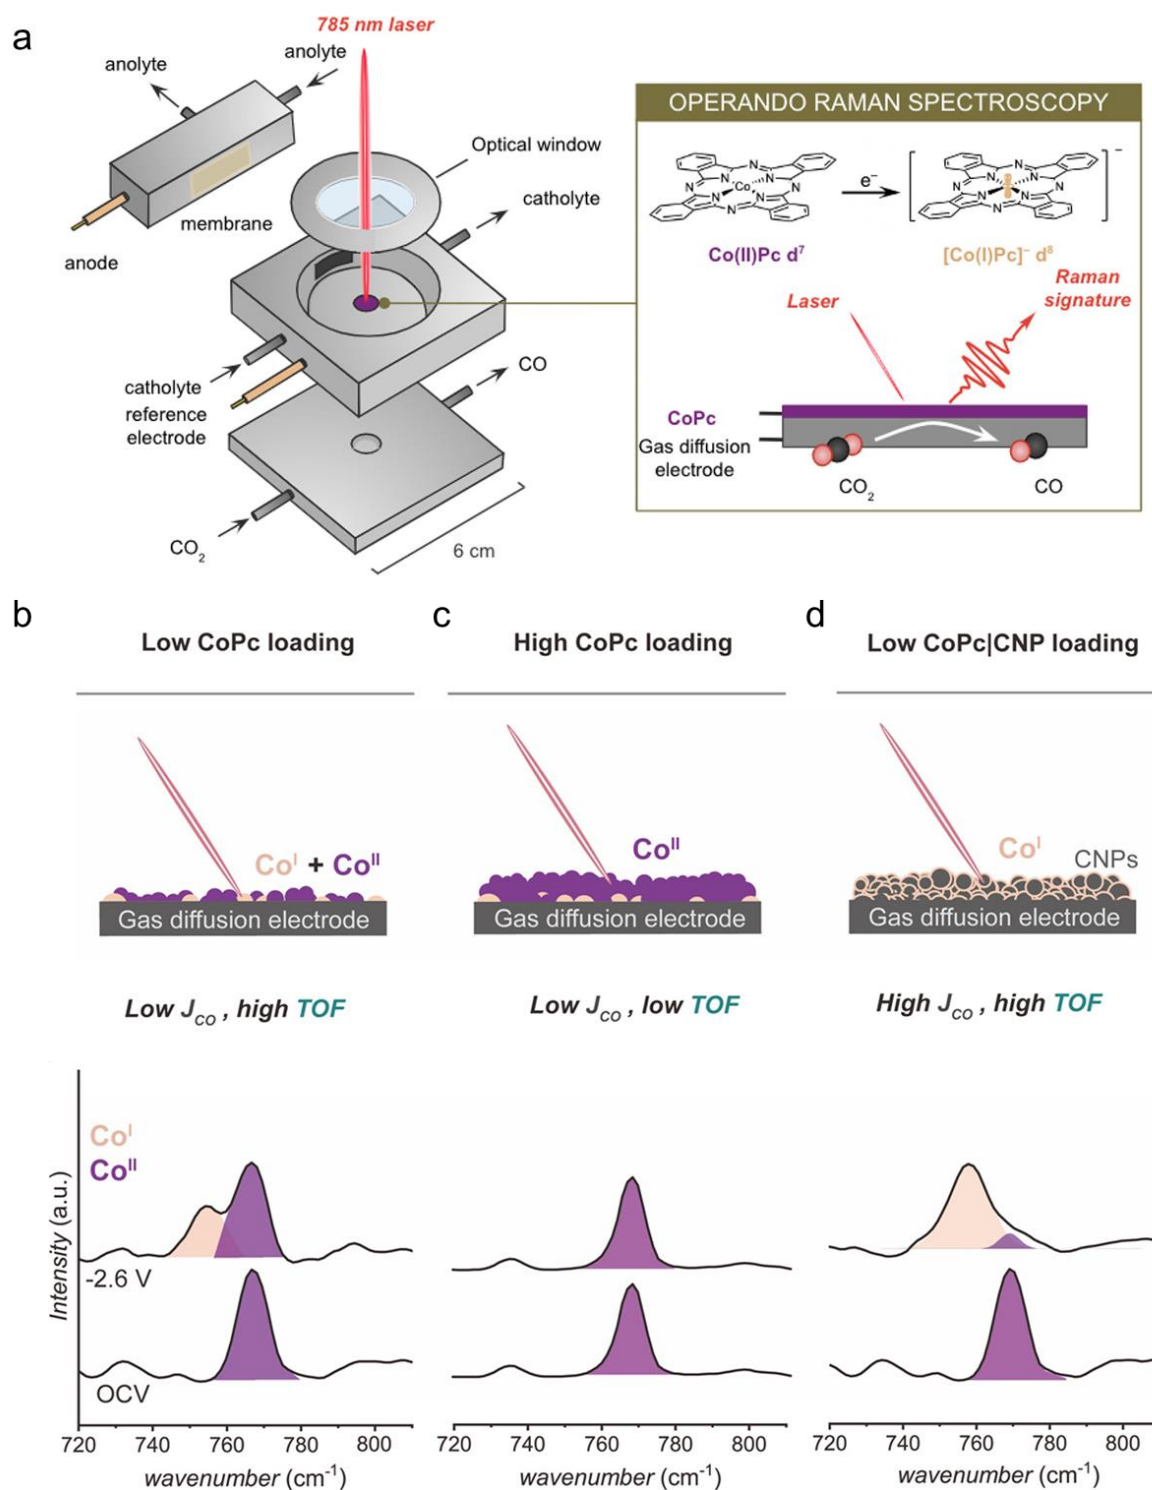 a
785 nm laser
anolyte
anolyte
Optical window
catholyte
membrane
anode
catholyte
reference
electrode
CO
CO₂
6 cm
OPERANDO RAMAN SPECTROSCOPY
N N N N N N N N Co
e⁻
N N N N N N N N
−
Co(II)Pc d⁷
[Co(I)Pc]⁻ d⁸
Laser
Raman
signature
CoPc
Gas diffusion
electrode
CO₂
CO
b
Low CoPc loading
Coᴵ + Coᴵᴵ
Gas diffusion electrode
Low J_CO , high TOF
c
High CoPc loading
Coᴵᴵ
Gas diffusion electrode
Low J_CO , low TOF
d
Low CoPc|CNP loading
Coᴵ
CNPs
Gas diffusion electrode
High J_CO , high TOF
Intensity (a.u.)
Coᴵ
Coᴵᴵ
-2.6 V
OCV
720 740 760 780 800
wavenumber (cm⁻¹)
720 740 760 780 800
wavenumber (cm⁻¹)
720 740 760 780 800
wavenumber (cm⁻¹)